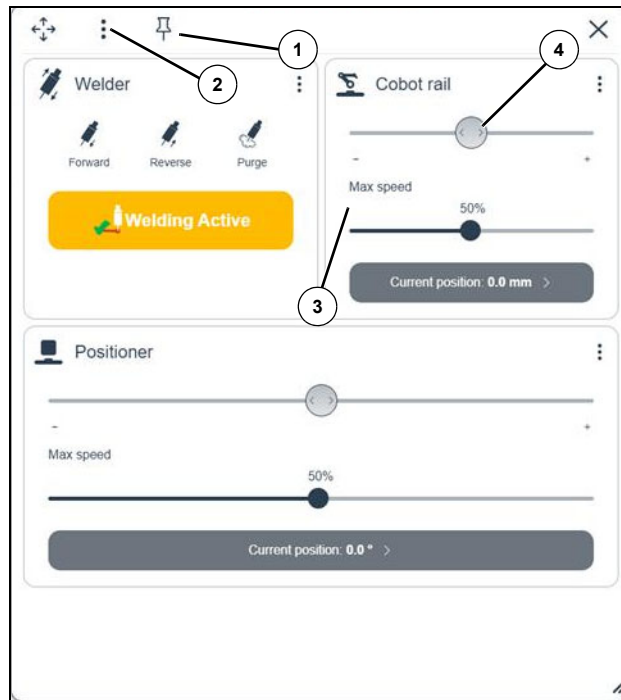 1
2
4
Welder
Cobot rail
Forward
Reverse
Purge
-
+
Max speed
50%
Welding Active
Current position: 0.0 mm >
3
Positioner
-
+
Max speed
50%
Current position: 0.0 ° >